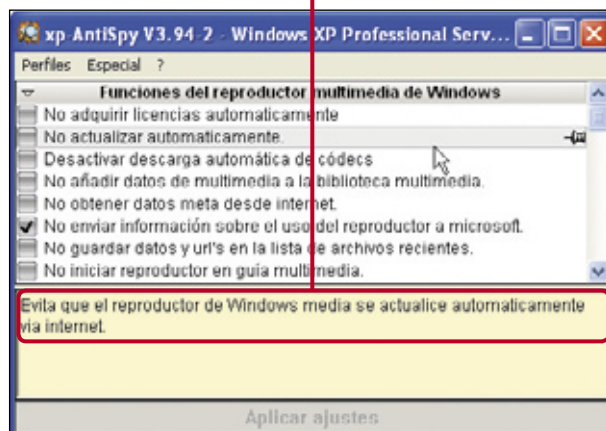 xp-AntiSpy V3.94-2 - Windows XP Professional Serv...
Perfiles Especial ?
Funciones del reproductor multimedia de Windows
No adquirir licencias automaticamente
No actualizar automaticamente.
Desactivar descarga automática de códecs
No añadir datos de multimedia a la biblioteca multimedia.
No obtener datos meta desde internet.
No enviar información sobre el uso del reproductor a microsoft.
No guardar datos y url's en la lista de archivos recientes.
No iniciar reproductor en guía multimedia.
Evita que el reproductor de Windows media se actualice automaticamente
via internet.
Aplicar ajustes